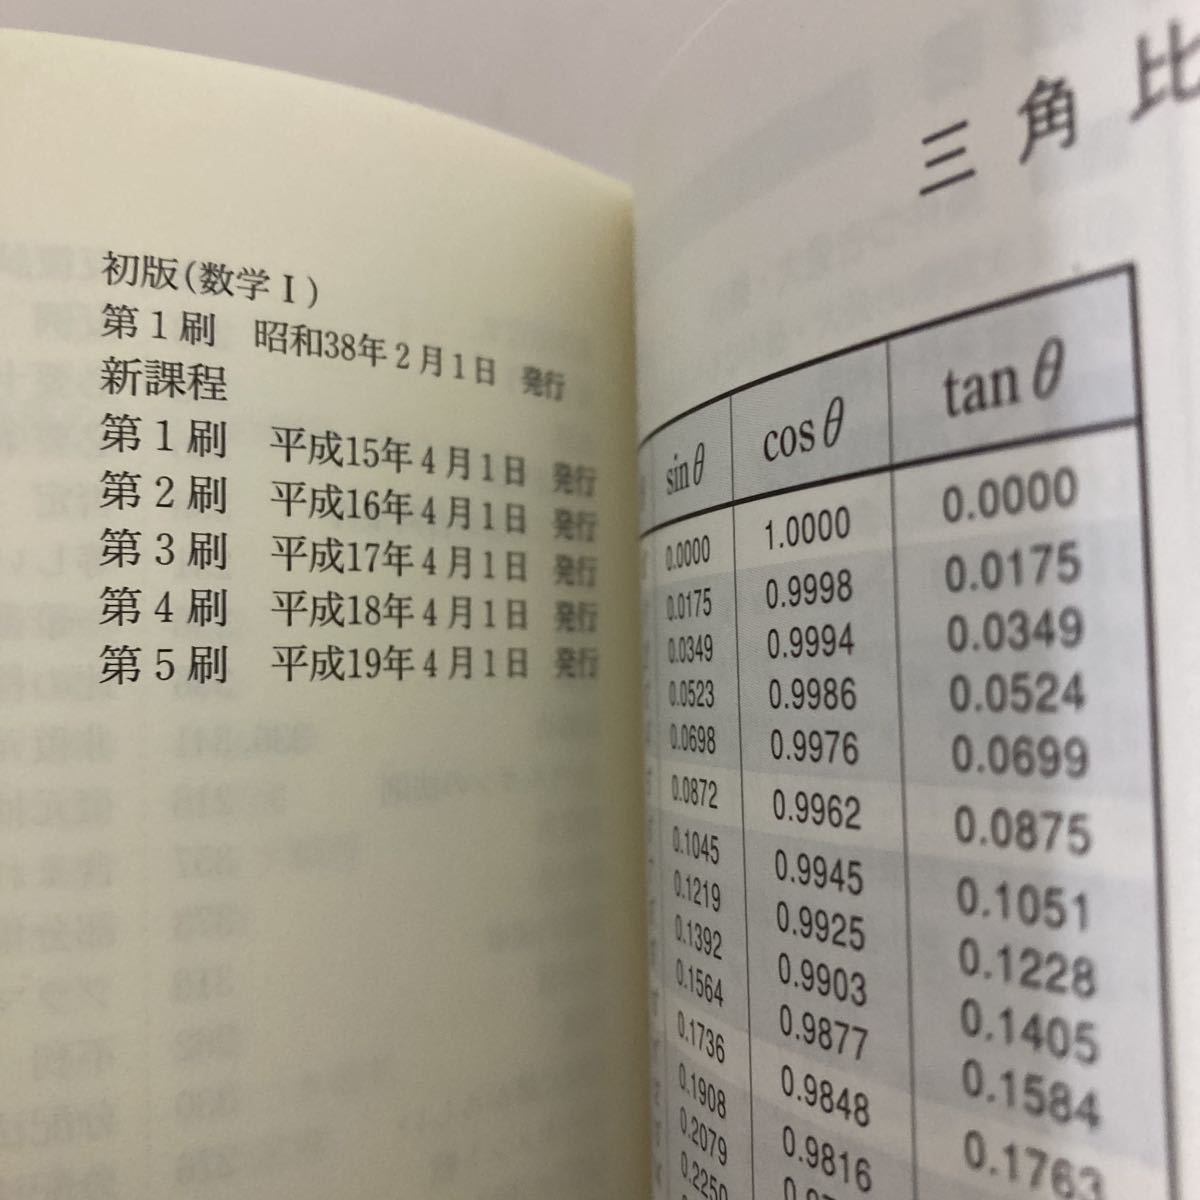 初版(数学Ⅰ)
第1刷 昭和38年2月1日 発行
新課程
第1刷 平成15年4月1日 発行
第2刷 平成16年4月1日 発行
第3刷 平成17年4月1日 発行
第4刷 平成18年4月1日 発行
第5刷 平成19年4月1日 発行
三角比
sinθ cosθ tanθ
0.0000 1.0000 0.0000
0.0175 0.9998 0.0175
0.0349 0.9994 0.0349
0.0523 0.9986 0.0524
0.0698 0.9976 0.0699
0.0872 0.9962 0.0875
0.1045 0.9945 0.1051
0.1219 0.9925 0.1228
0.1392 0.9903 0.1405
0.1564 0.9877 0.1584
0.1736 0.9848 0.1763
0.1908 0.9816
0.2079
0.2250